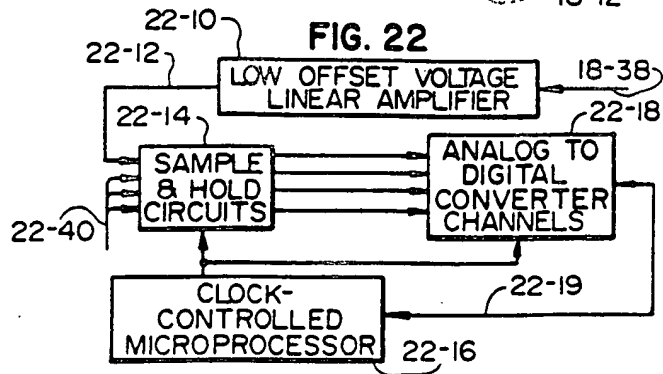 22-10
FIG. 22
22-12
LOW OFFSET VOLTAGE
LINEAR AMPLIFIER
18-38
22-14
22-18
SAMPLE
& HOLD
CIRCUITS
ANALOG TO
DIGITAL
CONVERTER
CHANNELS
22-40
22-19
CLOCK-
CONTROLLED
MICROPROCESSOR
22-16